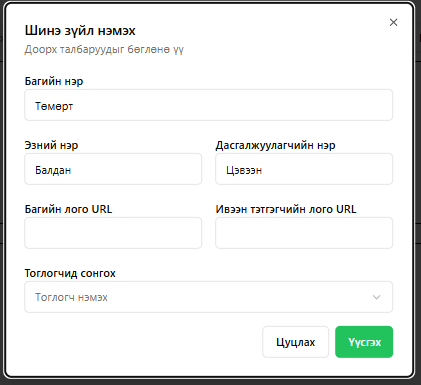 Шинэ зүйл нэмэх
Доорх талбаруудыг бөглөнө үү
Багийн нэр
Төмөрт
Эзний нэр
Дасгалжуулагчийн нэр
Балдан
Цэвээн
Багийн лого URL
Ивээн тэтгэгчийн лого URL
Тоглогчид сонгох
Тоглогч нэмэх
Цуцлах
Үүсгэх